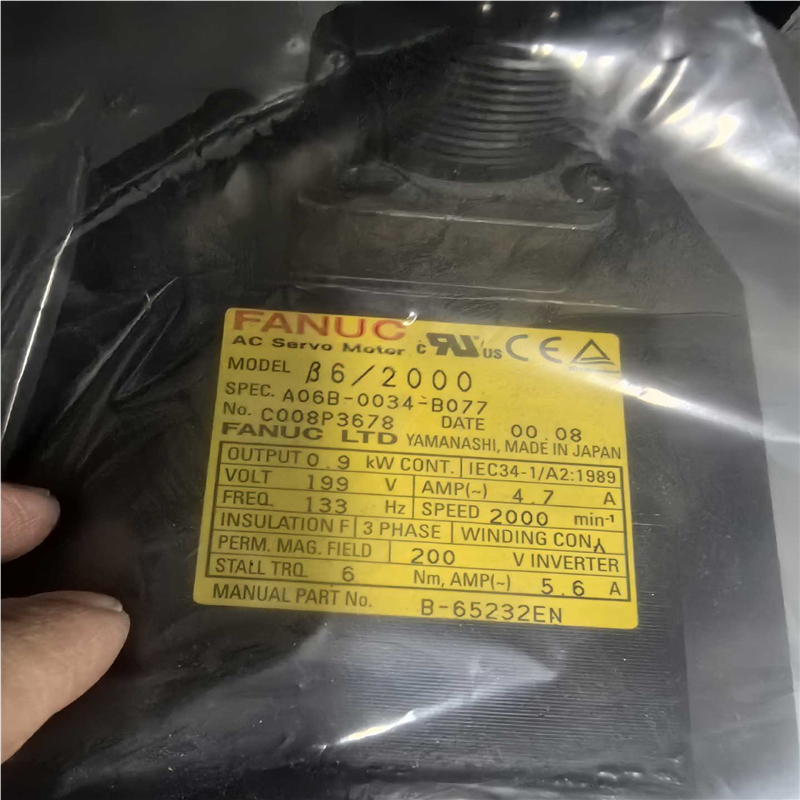 FANUC
AC Servo Motor c UR US CE
MODEL β6/2000
SPEC. A06B-0034-B077
No. C008P3678 DATE 00.08
FANUC LTD YAMANASHI, MADE IN JAPAN
OUTPUT 0.9 kW CONT. IEC34-1/A2:1989
VOLT 199 V AMP(~) 4.7 A
FREQ. 133 Hz SPEED 2000 min-1
INSULATION F 3 PHASE WINDING CON. Y
PERM. MAG. FIELD 200 V INVERTER
STALL TRQ. 6 Nm, AMP(~) 5.6 A
MANUAL PART No. B-65232EN